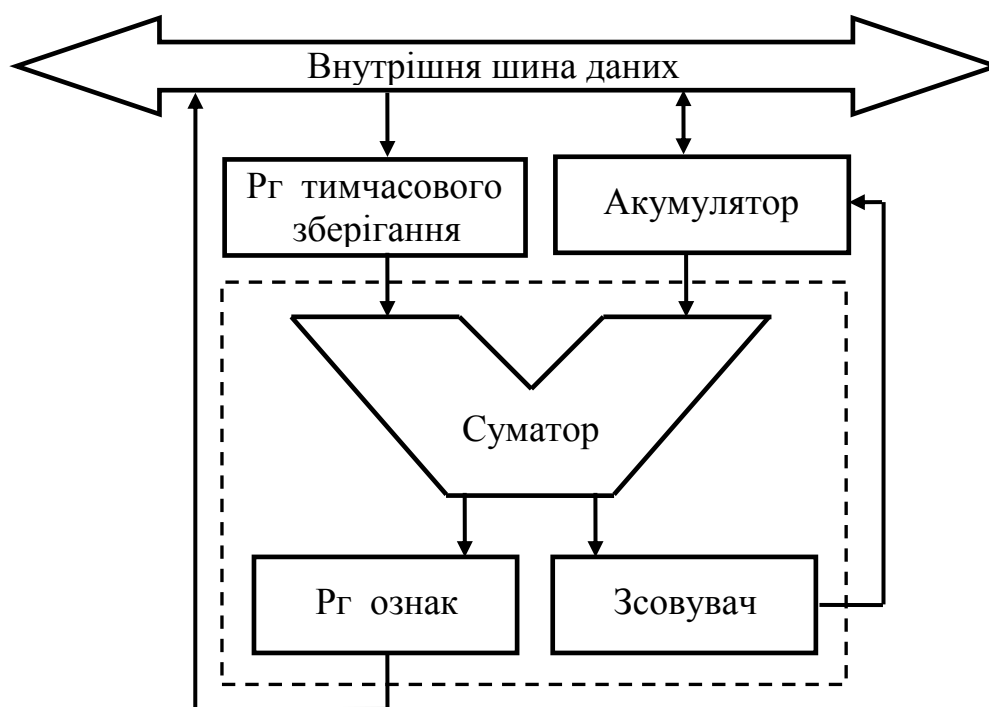 Внутрішня шина даних
Рг тимчасового
зберігання
Акумулятор
Суматор
Рг ознак
Зсовувач